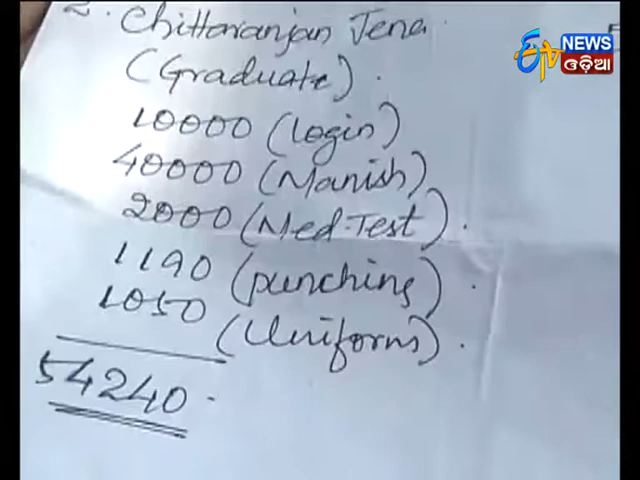 2. Chittaranjan Jena
(Graduate).
ETV NEWS
ଓଡ଼ିଆ
10000 (login)
40000 (Manish)
2000 (Med.Test).
1190 (punching).
1050 (Uniform).
54240.